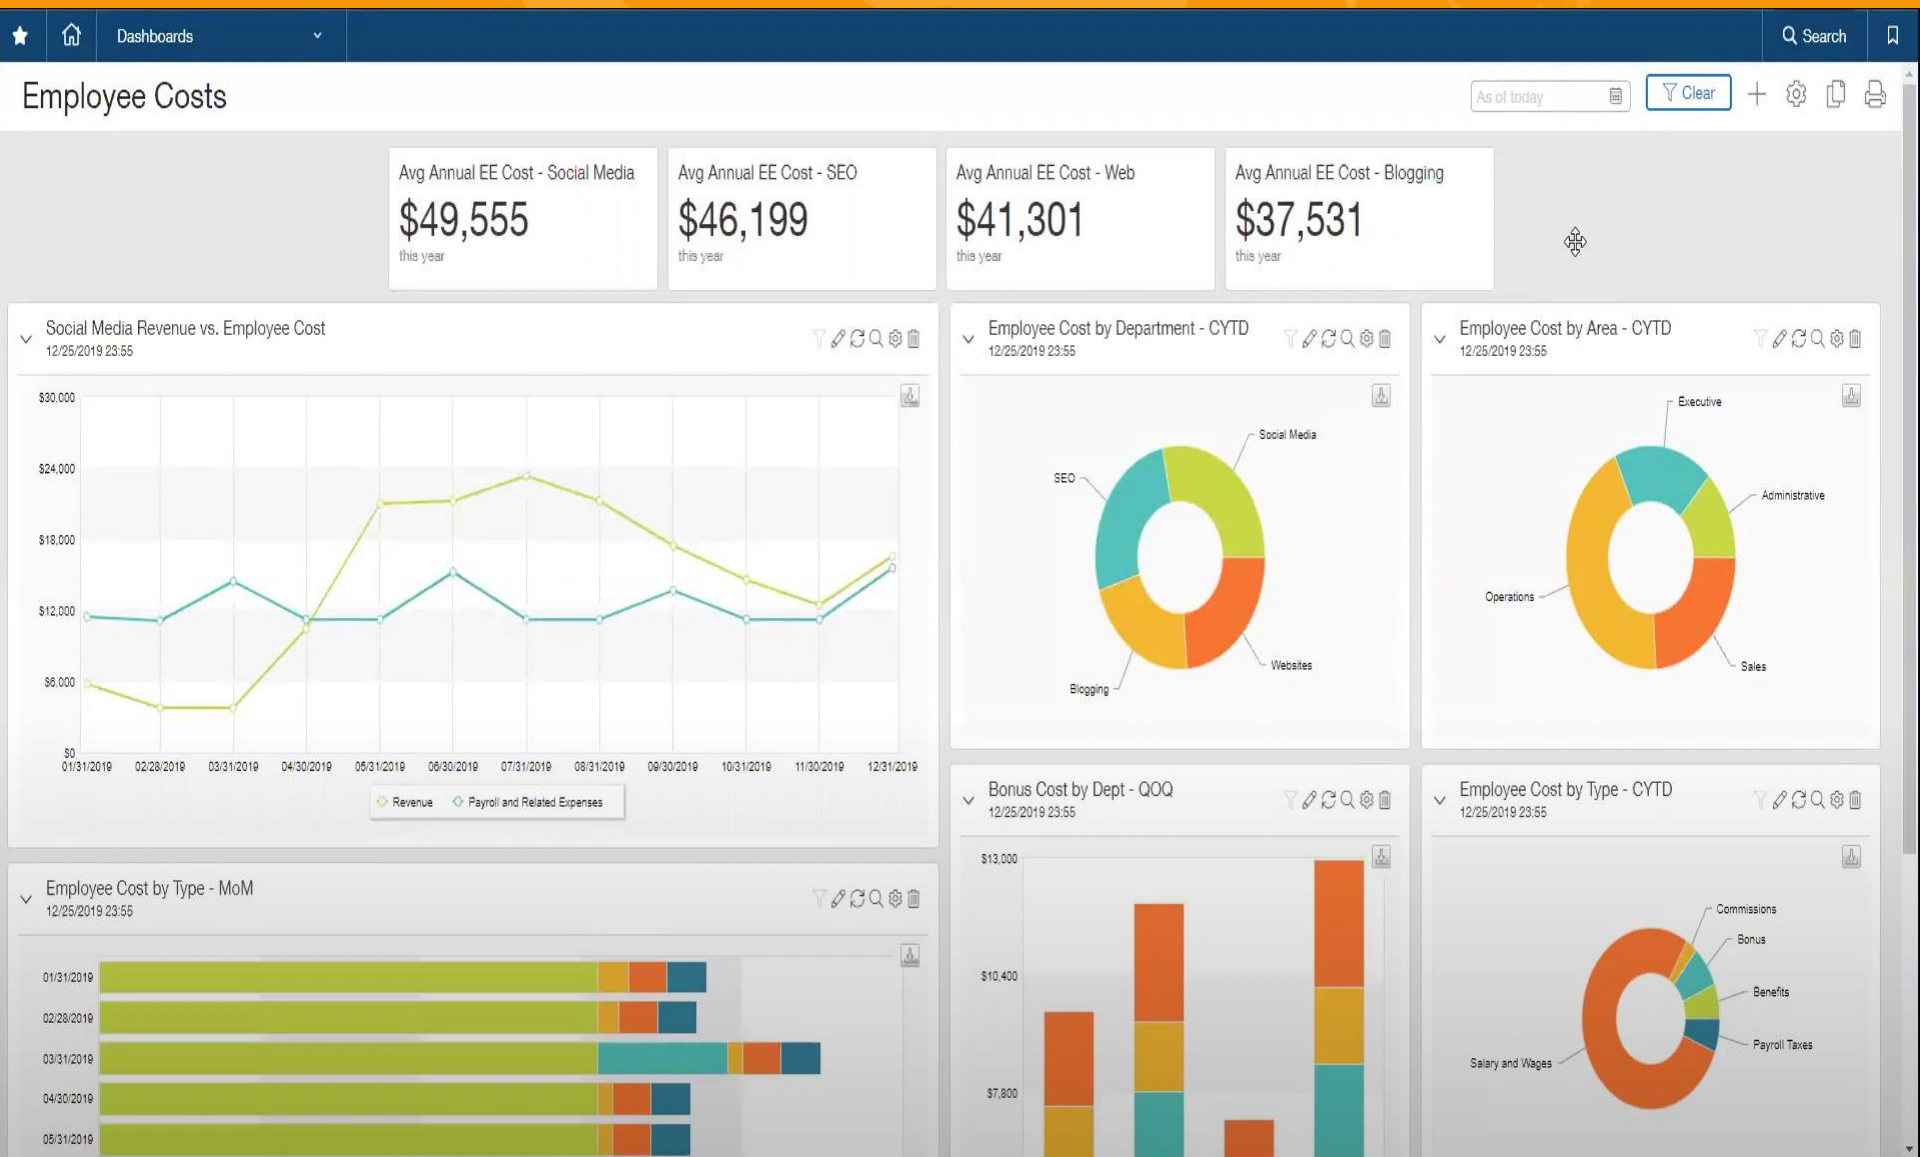 Dashboards
Search
Employee Costs
As of today
Clear
Avg Annual EE Cost - Social Media
$49,555
this year
Avg Annual EE Cost - SEO
$46,199
this year
Avg Annual EE Cost - Web
$41,301
this year
Avg Annual EE Cost - Blogging
$37,531
this year
Social Media Revenue vs. Employee Cost
12/25/2019 23:55
$30,000
$24,000
$18,000
$12,000
$6,000
$0
01/31/2019 02/28/2019 03/31/2019 04/30/2019 05/31/2019 06/30/2019 07/31/2019 08/31/2019 09/30/2019 10/31/2019 11/30/2019 12/31/2019
Revenue Payroll and Related Expenses
Employee Cost by Department - CYTD
12/25/2019 23:55
Social Media
SEO
Websites
Blogging
Employee Cost by Area - CYTD
12/25/2019 23:55
Executive
Administrative
Operations
Sales
Employee Cost by Type - MoM
12/25/2019 23:55
01/31/2019
02/28/2019
03/31/2019
04/30/2019
05/31/2019
Bonus Cost by Dept - QOQ
12/25/2019 23:55
$13,000
$10,400
$7,800
Employee Cost by Type - CYTD
12/25/2019 23:55
Commissions
Bonus
Benefits
Payroll Taxes
Salary and Wages